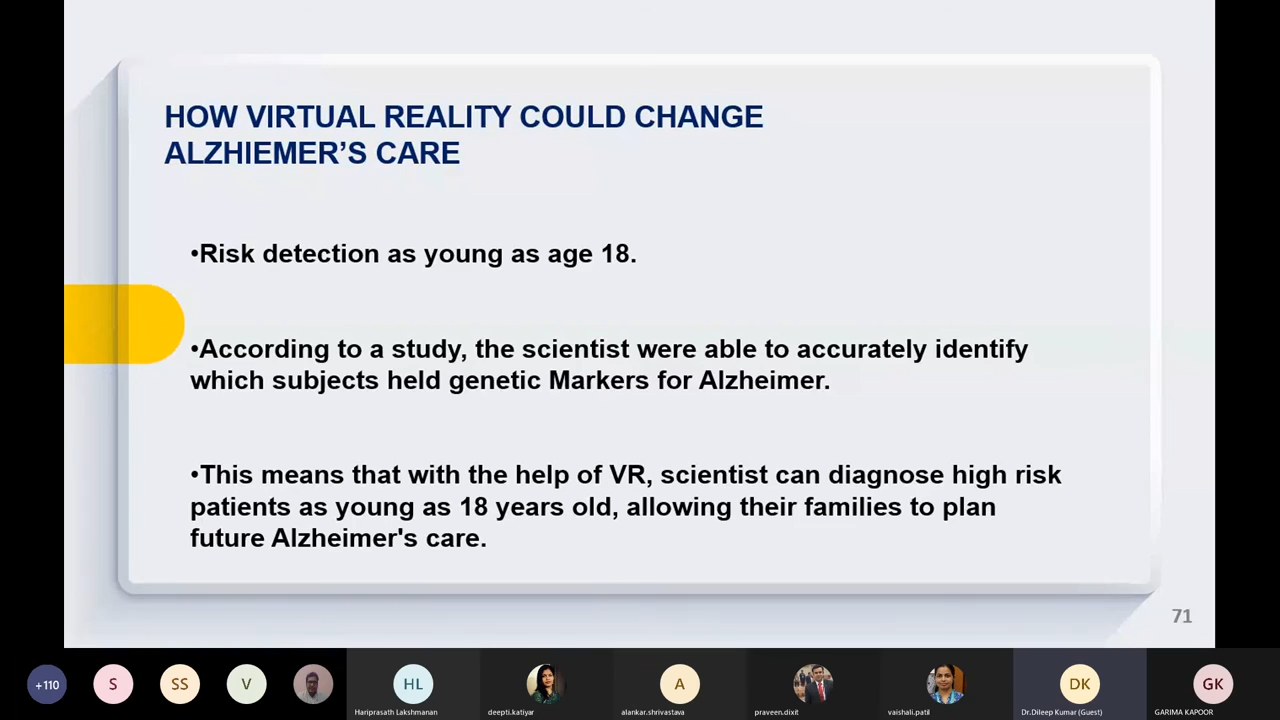 HOW VIRTUAL REALITY COULD CHANGE
ALZHIEMER’S CARE
•Risk detection as young as age 18.
•According to a study, the scientist were able to accurately identify
which subjects held genetic Markers for Alzheimer.
•This means that with the help of VR, scientist can diagnose high risk
patients as young as 18 years old, allowing their families to plan
future Alzheimer's care.
71
+110
S
SS
V
HL
A
DK
GK
Hariprasath Lakshmanan
deepti.katiyar
alankar.shrivastava
praveen.dixit
vaishali.patil
Dr.Dileep Kumar (Guest)
GARIMA KAPOOR